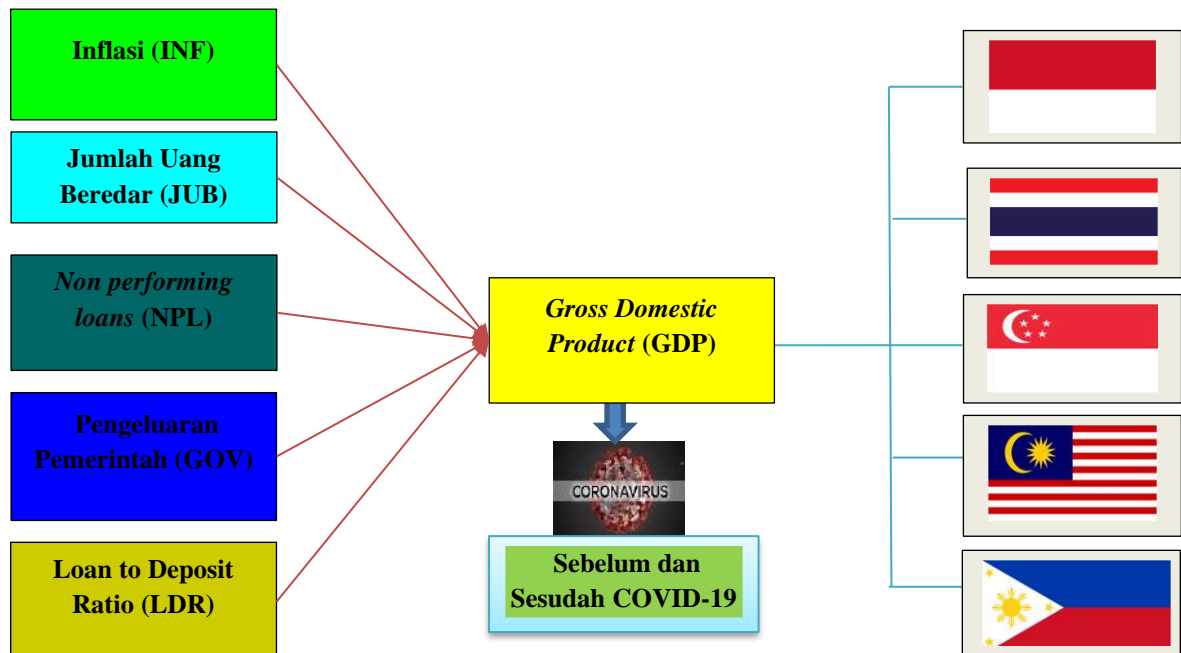 Inflasi (INF)
Jumlah Uang
Beredar (JUB)
Non performing
loans (NPL)
Pengeluaran
Pemerintah (GOV)
Loan to Deposit
Ratio (LDR)
Gross Domestic
Product (GDP)
CORONAVIRUS
Sebelum dan
Sesudah COVID-19